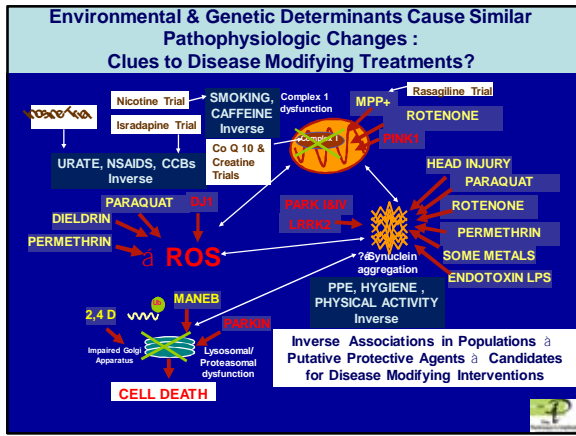 Environmental & Genetic Determinants Cause Similar
Pathophysiologic Changes :
Clues to Disease Modifying Treatments?
Nicotine Trial
SMOKING,
CAFFEINE
Inverse
Complex 1
dysfunction
Rasagiline Trial
MPP+
ROTENONE
Isradapine Trial
Complex I
PINK1
Co Q 10 &
Creatine
Trials
URATE, NSAIDS, CCBs
Inverse
HEAD INJURY
PARAQUAT
ROTENONE
PERMETHRIN
SOME METALS
ENDOTOXIN LPS
PARAQUAT
DJ1
DIELDRIN
PERMETHRIN
á ROS
PARK I&IV
LRRK2
Synuclein
aggregation
PPE, HYGIENE ,
PHYSICAL ACTIVITY
Inverse
2,4 D
Ub
MANEB
PARKIN
Impaired Golgi
Apparatus
Lysosomal/
Proteasomal
dysfunction
CELL DEATH
Inverse Associations in Populations à
Putative Protective Agents à Candidates
for Disease Modifying Interventions